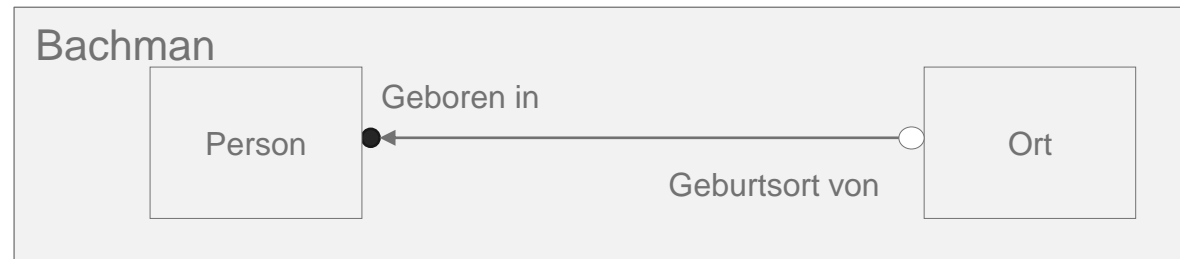 Bachman
Geboren in
Person
Ort
Geburtsort von